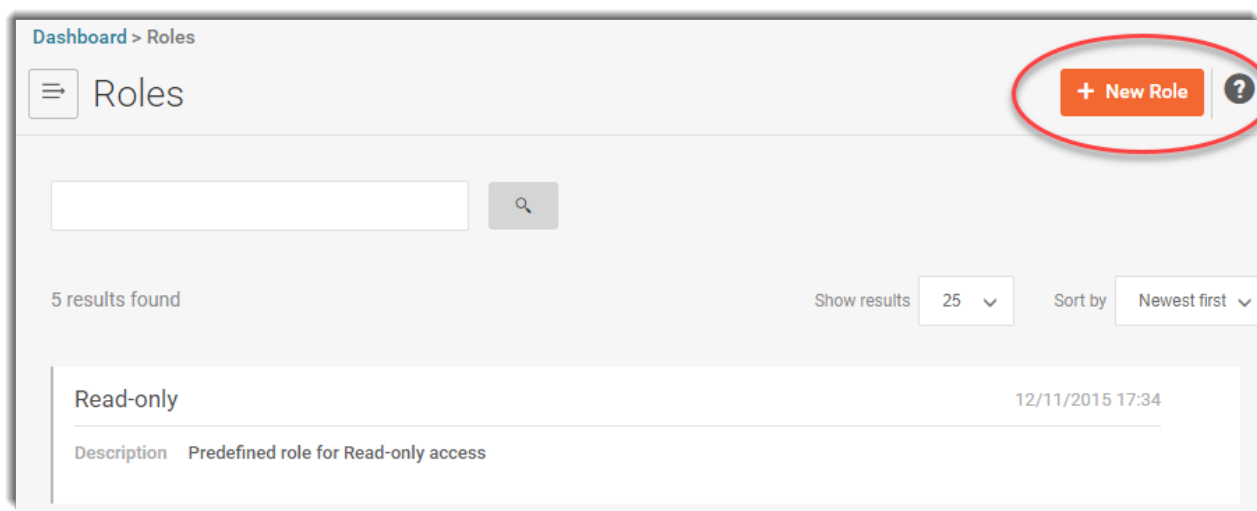 Dashboard > Roles
Roles
+ New Role
?
5 results found
Show results 25
Sort by Newest first
Read-only
12/11/2015 17:34
Description Predefined role for Read-only access